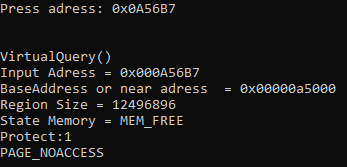 Press adress: 0x0A56B7
VirtualQuery()
Input Adress = 0x000A56B7
BaseAddress or near adress  = 0x00000a5000
Region Size = 12496896
State Memory = MEM_FREE
Protect:1
PAGE_NOACCESS